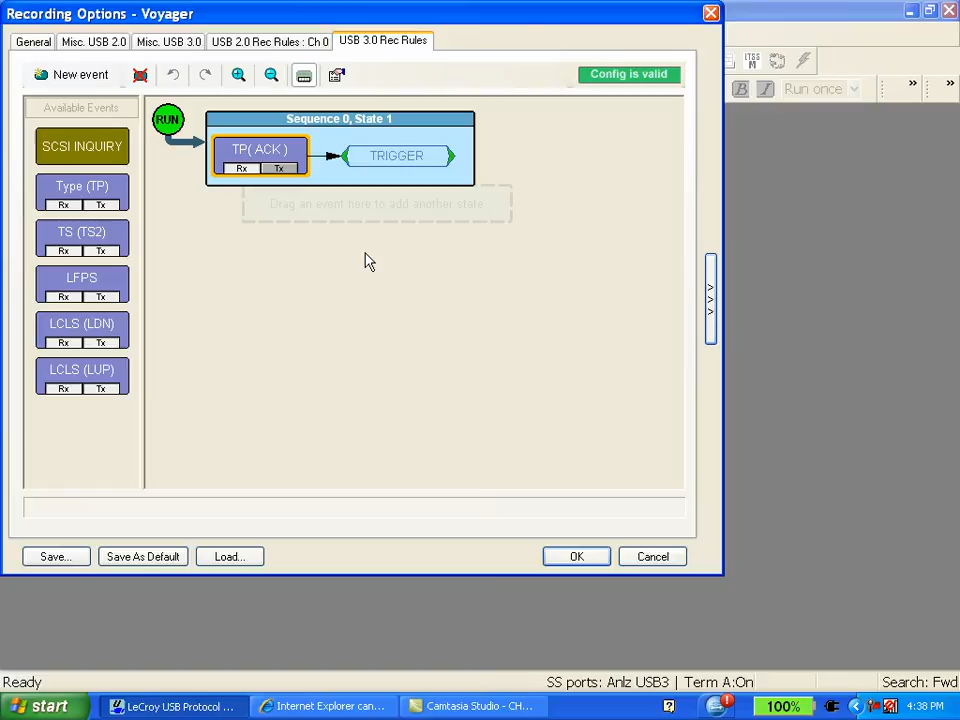 Recording Options - Voyager
General
Misc. USB 2.0
Misc. USB 3.0
USB 2.0 Rec Rules : Ch 0
USB 3.0 Rec Rules
New event
Config is valid
Run once
Available Events
SCSI INQUIRY
Type (TP)
Rx Tx
TS (TS2)
Rx Tx
LFPS
Rx Tx
LCLS (LDN)
Rx Tx
LCLS (LUP)
Rx Tx
RUN
Sequence 0, State 1
TP( ACK )
Rx Tx
TRIGGER
Drag an event here to add another state
>
>
>
Save...
Save As Default
Load...
OK
Cancel
Ready
SS ports: Anlz USB3 | Term A:On
Search: Fwd
start
LeCroy USB Protocol ...
Internet Explorer can...
Camtasia Studio - CH...
100%
4:38 PM